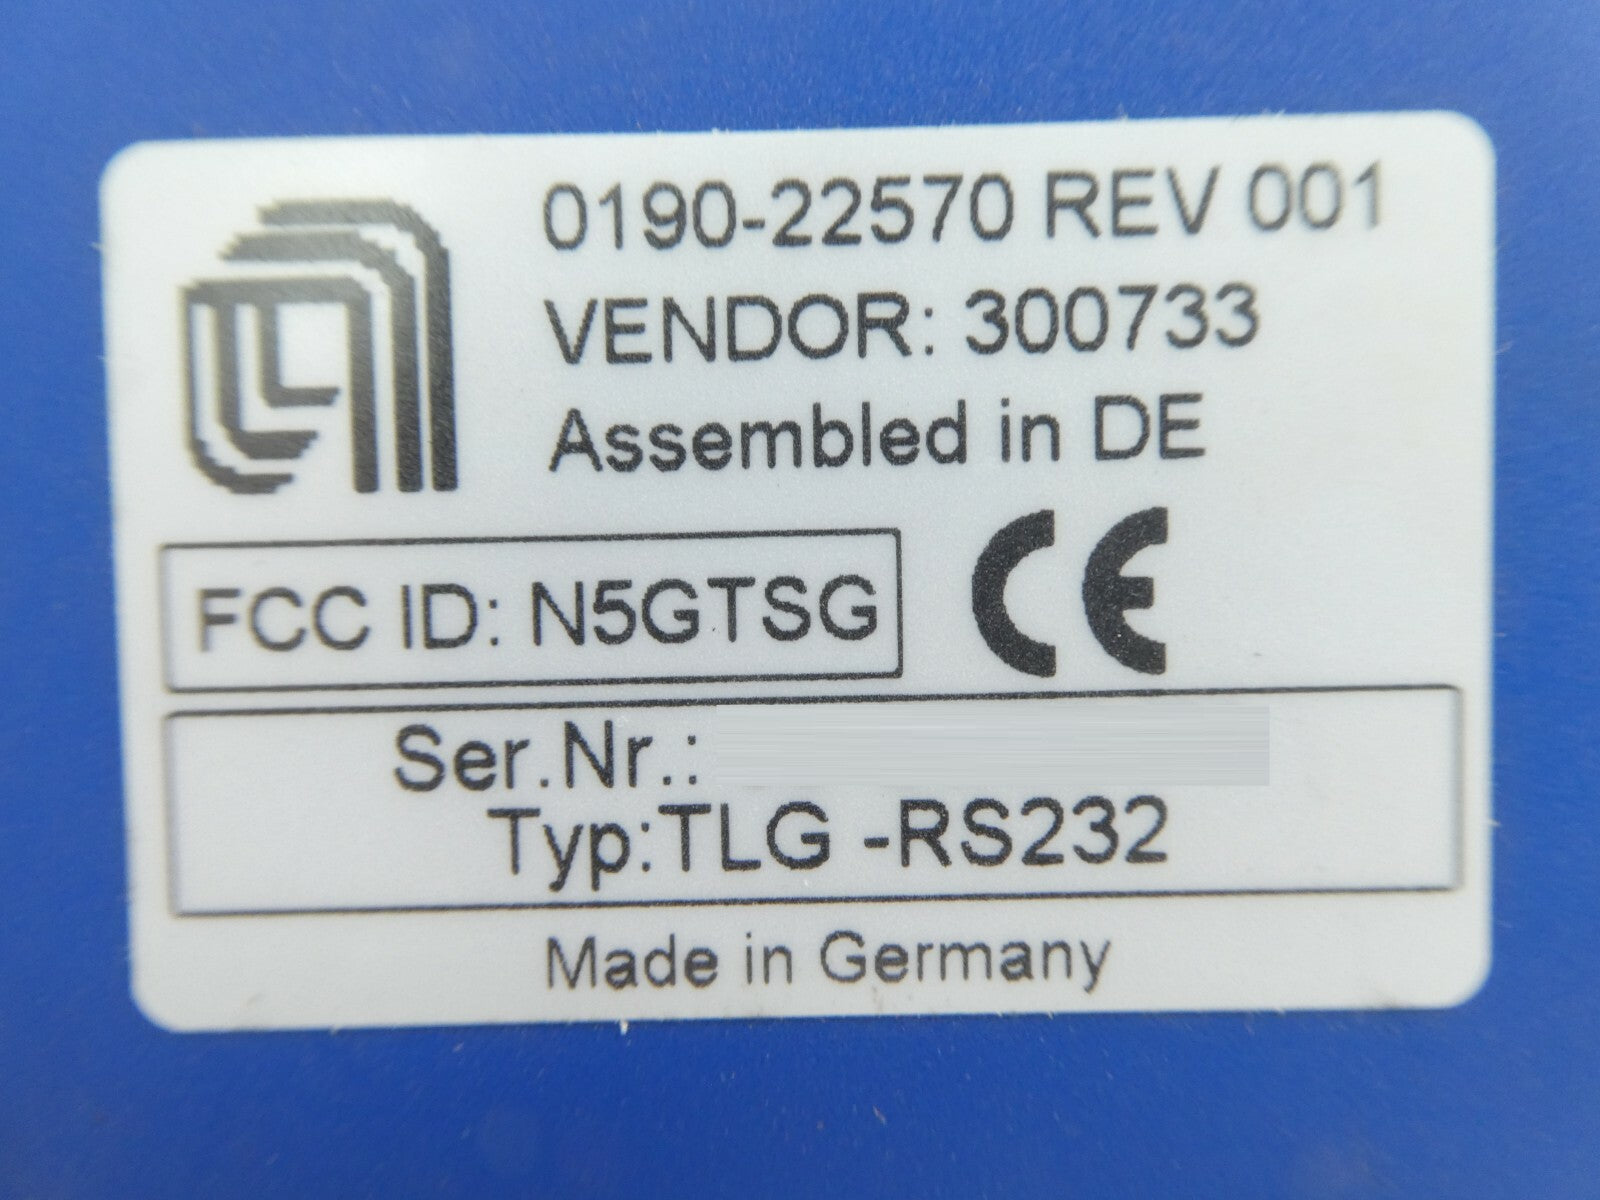 0190-22570 REV 001
VENDOR: 300733
Assembled in DE
FCC ID: N5GTSG
CE
Ser.Nr.:
Typ:TLG -RS232
Made in Germany